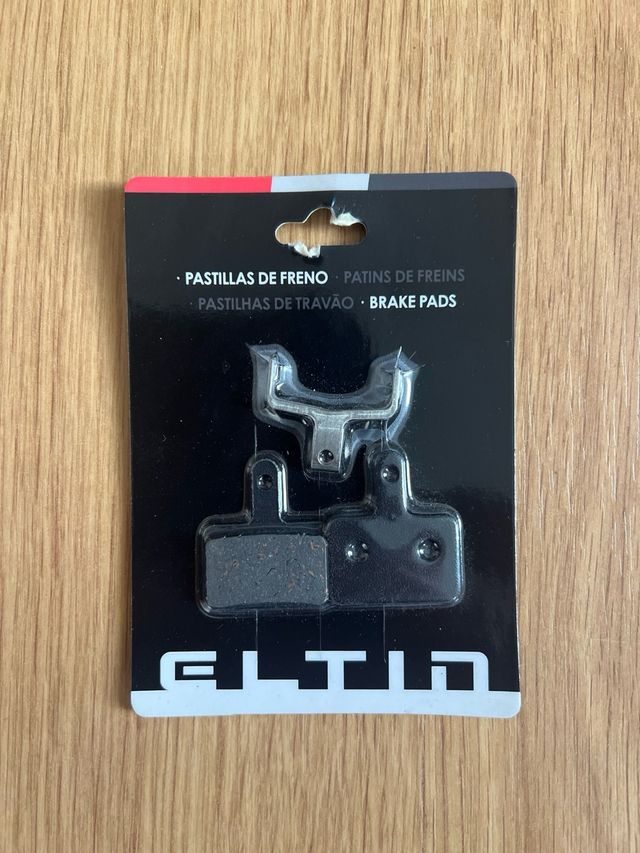 · PASTILLAS DE FRENO · PATINS DE FREINS
· PASTILHAS DE TRAVÃO · BRAKE PADS
ELTIN